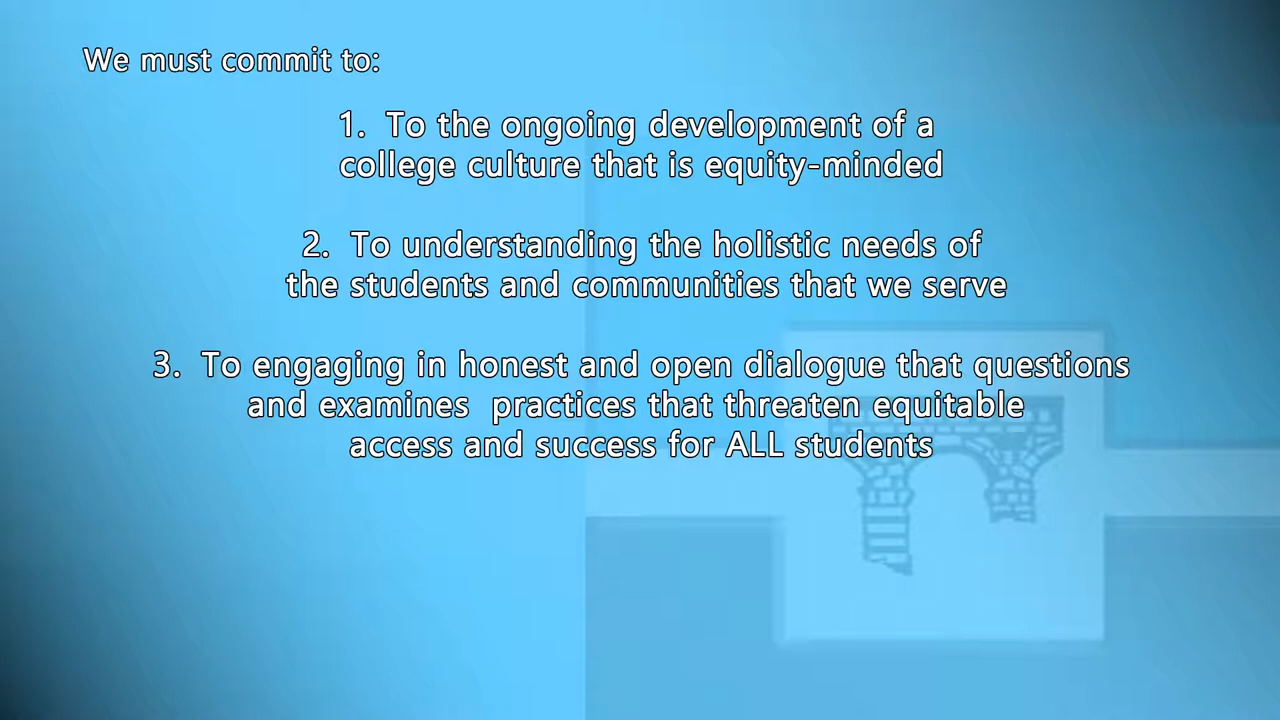 We must commit to:
1. To the ongoing development of a
college culture that is equity-minded
2. To understanding the holistic needs of
the students and communities that we serve
3. To engaging in honest and open dialogue that questions
and examines practices that threaten equitable
access and success for ALL students